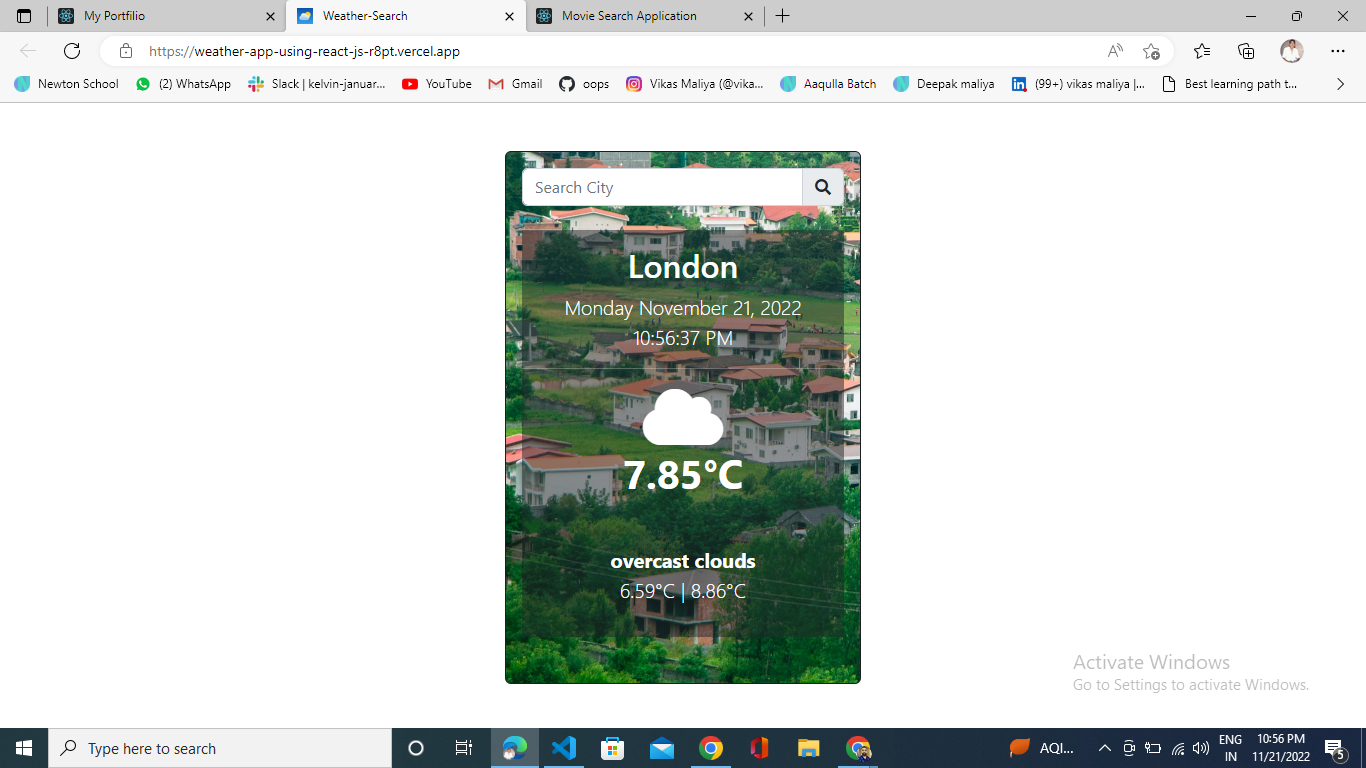 My Portfilio
Weather-Search
Movie Search Application
https://weather-app-using-react-js-r8pt.vercel.app
Newton School
(2) WhatsApp
Slack | kelvin-januar...
YouTube
Gmail
oops
Vikas Maliya (@vika...
Aaqulla Batch
Deepak maliya
(99+) vikas maliya |...
Best learning path t...
Search City
London
Monday November 21, 2022
10:56:37 PM
7.85°C
overcast clouds
6.59°C | 8.86°C
Activate Windows
Go to Settings to activate Windows.
Type here to search
AQI...
ENG
IN
10:56 PM
11/21/2022
5